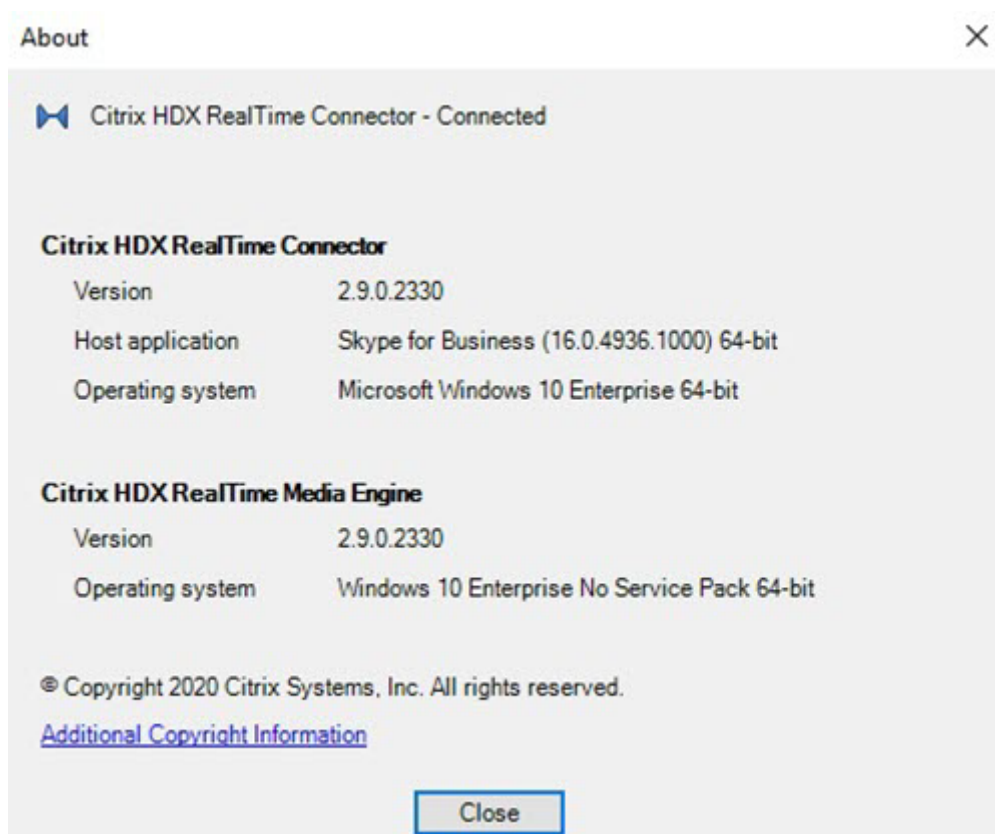 About
Citrix HDX RealTime Connector - Connected
Citrix HDX RealTime Connector
Version 2.9.0.2330
Host application Skype for Business (16.0.4936.1000) 64-bit
Operating system Microsoft Windows 10 Enterprise 64-bit
Citrix HDX RealTime Media Engine
Version 2.9.0.2330
Operating system Windows 10 Enterprise No Service Pack 64-bit
© Copyright 2020 Citrix Systems, Inc. All rights reserved.
Additional Copyright Information
Close